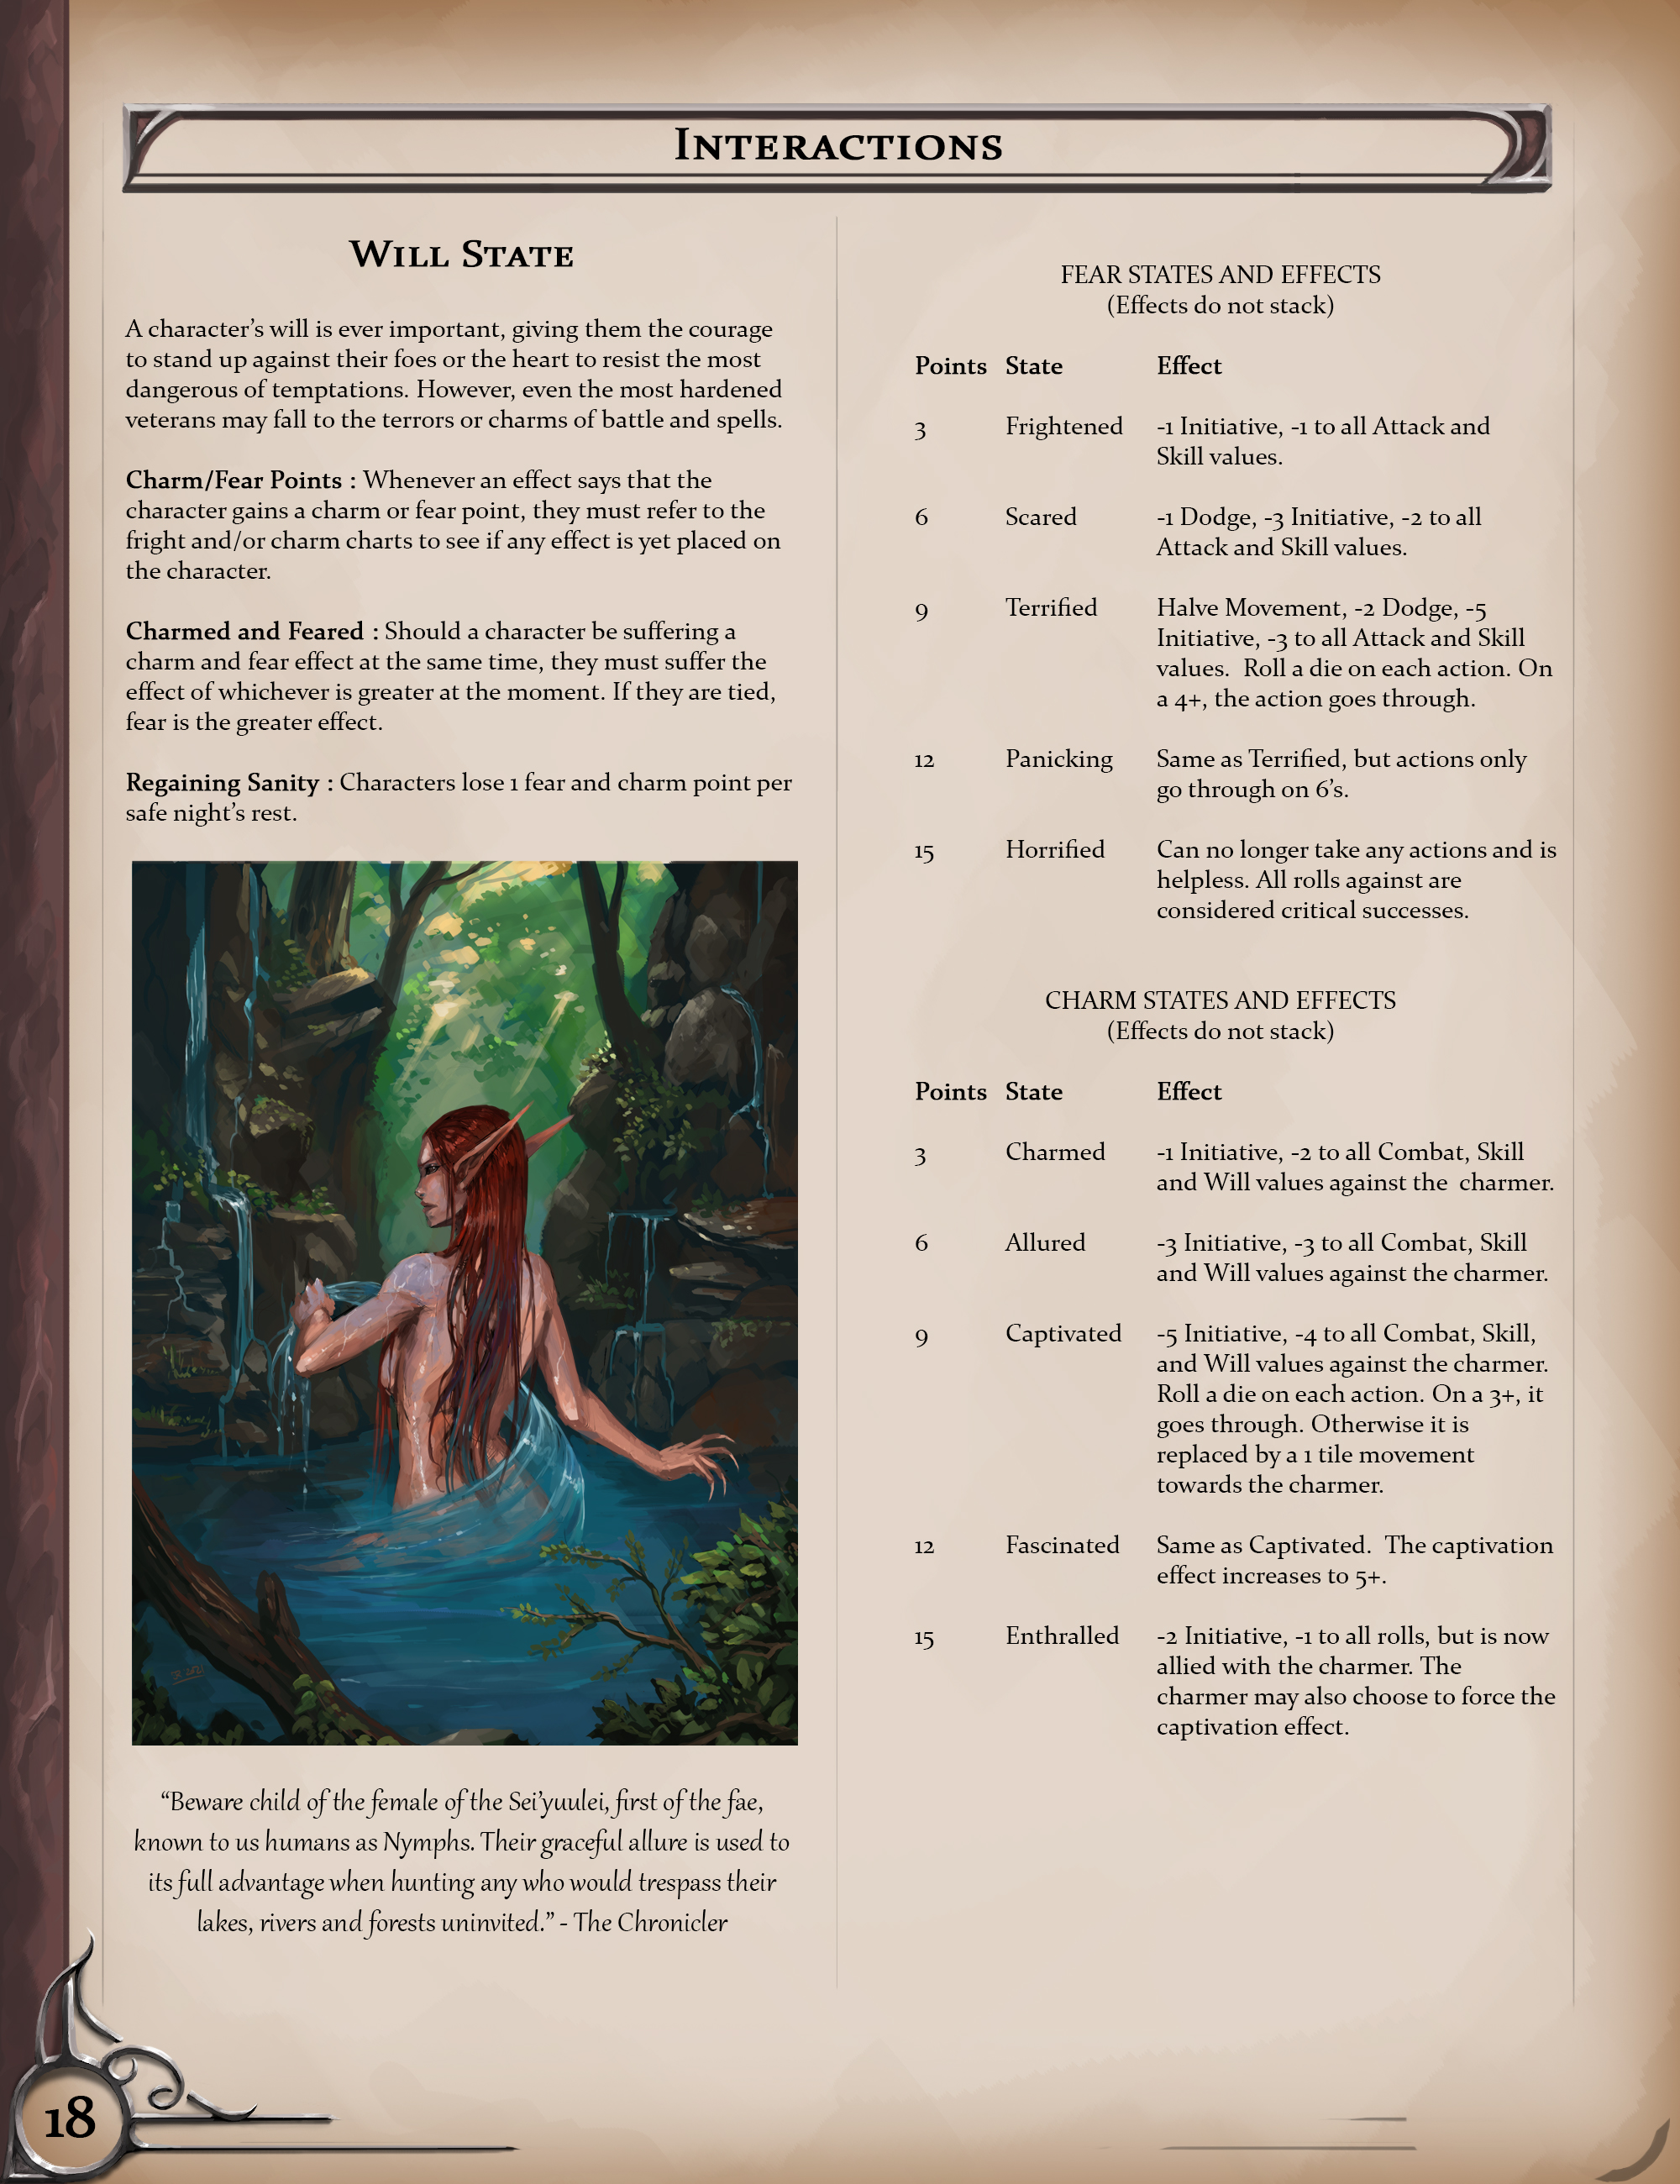 Interactions
Will State
A character's will is ever important, giving them the courage
to stand up against their foes or the heart to resist the most
dangerous of temptations. However, even the most hardened
veterans may fall to the terrors or charms of battle and spells.
Charm/Fear Points : Whenever an effect says that the
character gains a charm or fear point, they must refer to the
fright and/or charm charts to see if any effect is yet placed on
the character.
Charmed and Feared : Should a character be suffering a
charm and fear effect at the same time, they must suffer the
effect of whichever is greater at the moment. If they are tied,
fear is the greater effect.
Regaining Sanity : Characters lose 1 fear and charm point per
safe night's rest.
"Beware child of the female of the Sei'yuulei, first of the fae,
known to us humans as Nymphs. Their graceful allure is used to
its full advantage when hunting any who would trespass their
lakes, rivers and forests uninvited." - The Chronicler
FEAR STATES AND EFFECTS
(Effects do not stack)
Points State Effect
3 Frightened -1 Initiative, -1 to all Attack and
Skill values.
6 Scared -1 Dodge, -3 Initiative, -2 to all
Attack and Skill values.
9 Terrified Halve Movement, -2 Dodge, -5
Initiative, -3 to all Attack and Skill
values. Roll a die on each action. On
a 4+, the action goes through.
12 Panicking Same as Terrified, but actions only
go through on 6's.
15 Horrified Can no longer take any actions and is
helpless. All rolls against are
considered critical successes.
CHARM STATES AND EFFECTS
(Effects do not stack)
Points State Effect
3 Charmed -1 Initiative, -2 to all Combat, Skill
and Will values against the charmer.
6 Allured -3 Initiative, -3 to all Combat, Skill
and Will values against the charmer.
9 Captivated -5 Initiative, -4 to all Combat, Skill,
and Will values against the charmer.
Roll a die on each action. On a 3+, it
goes through. Otherwise it is
replaced by a 1 tile movement
towards the charmer.
12 Fascinated Same as Captivated. The captivation
effect increases to 5+.
15 Enthralled -2 Initiative, -1 to all rolls, but is now
allied with the charmer. The
charmer may also choose to force the
captivation effect.
18